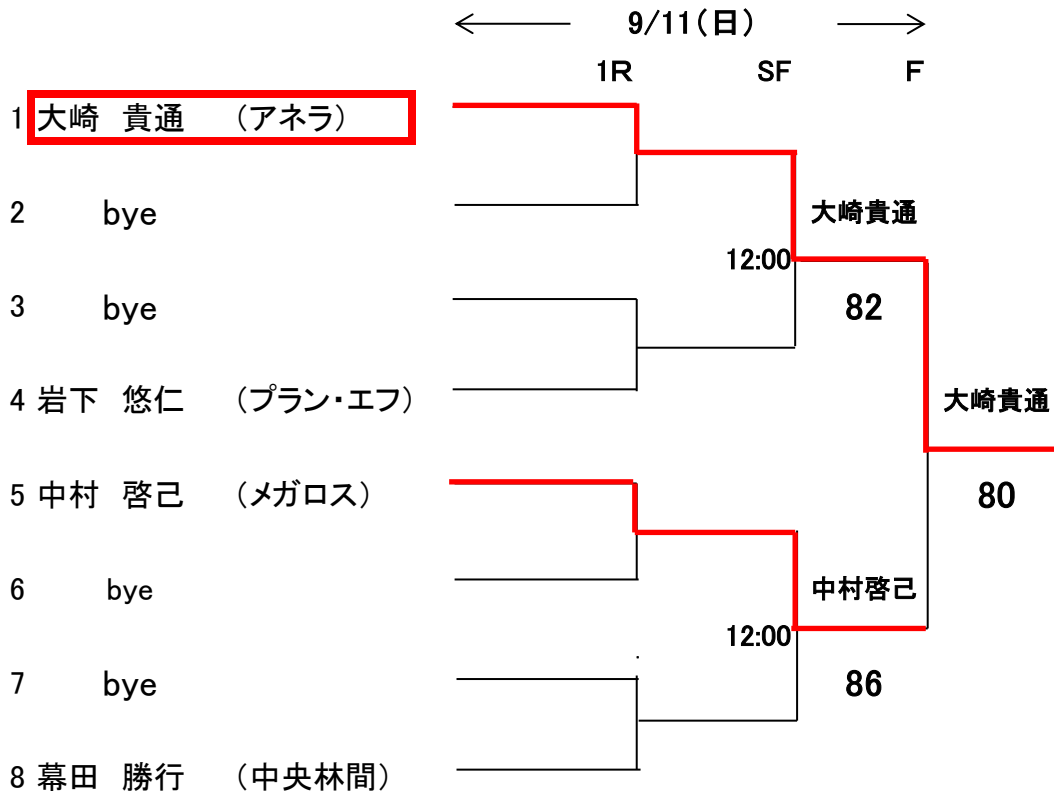 9/11(日)
1R SF F
1 大崎 貴通 (アネラ)
2 bye
大崎貴通
12:00
3 bye
82
4 岩下 悠仁 (プラン・エフ)
大崎貴通
5 中村 啓己 (メガロス)
80
6 bye
中村啓己
12:00
7 bye
86
8 幕田 勝行 (中央林間)